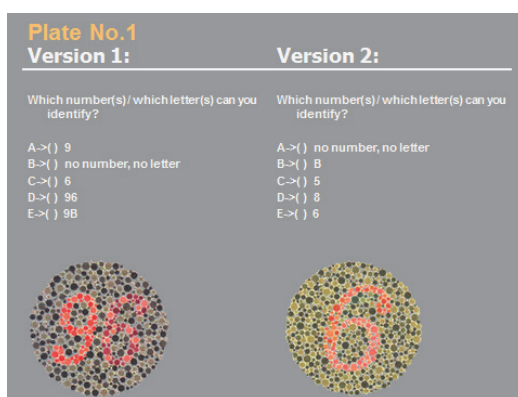 Plate No.1
Version 1:
Which number(s)/ which letter(s) can you
identify?
A->( ) 9
B->( ) no number, no letter
C->( ) 6
D->( ) 96
E->( ) 9B
96
Version 2:
Which number(s)/ which letter(s) can you
identify?
A->( ) no number, no letter
B->( ) B
C->( ) 5
D->( ) 8
E->( ) 6
6